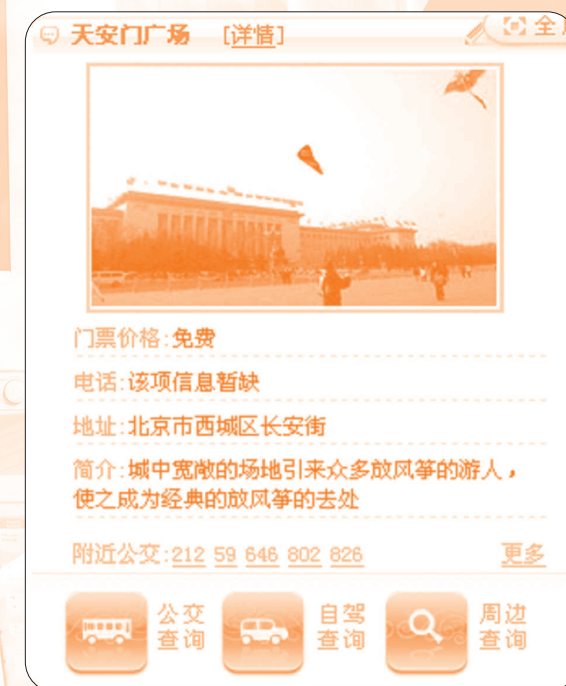 天安门广场 [详情]
全
门票价格:免费
电话:该项信息暂缺
地址:北京市西城区长安街
简介:城中宽敞的场地引来众多放风筝的游人，
使之成为经典的放风筝的去处
附近公交:212 59 646 802 826 更多
公交
查询
自驾
查询
周边
查询